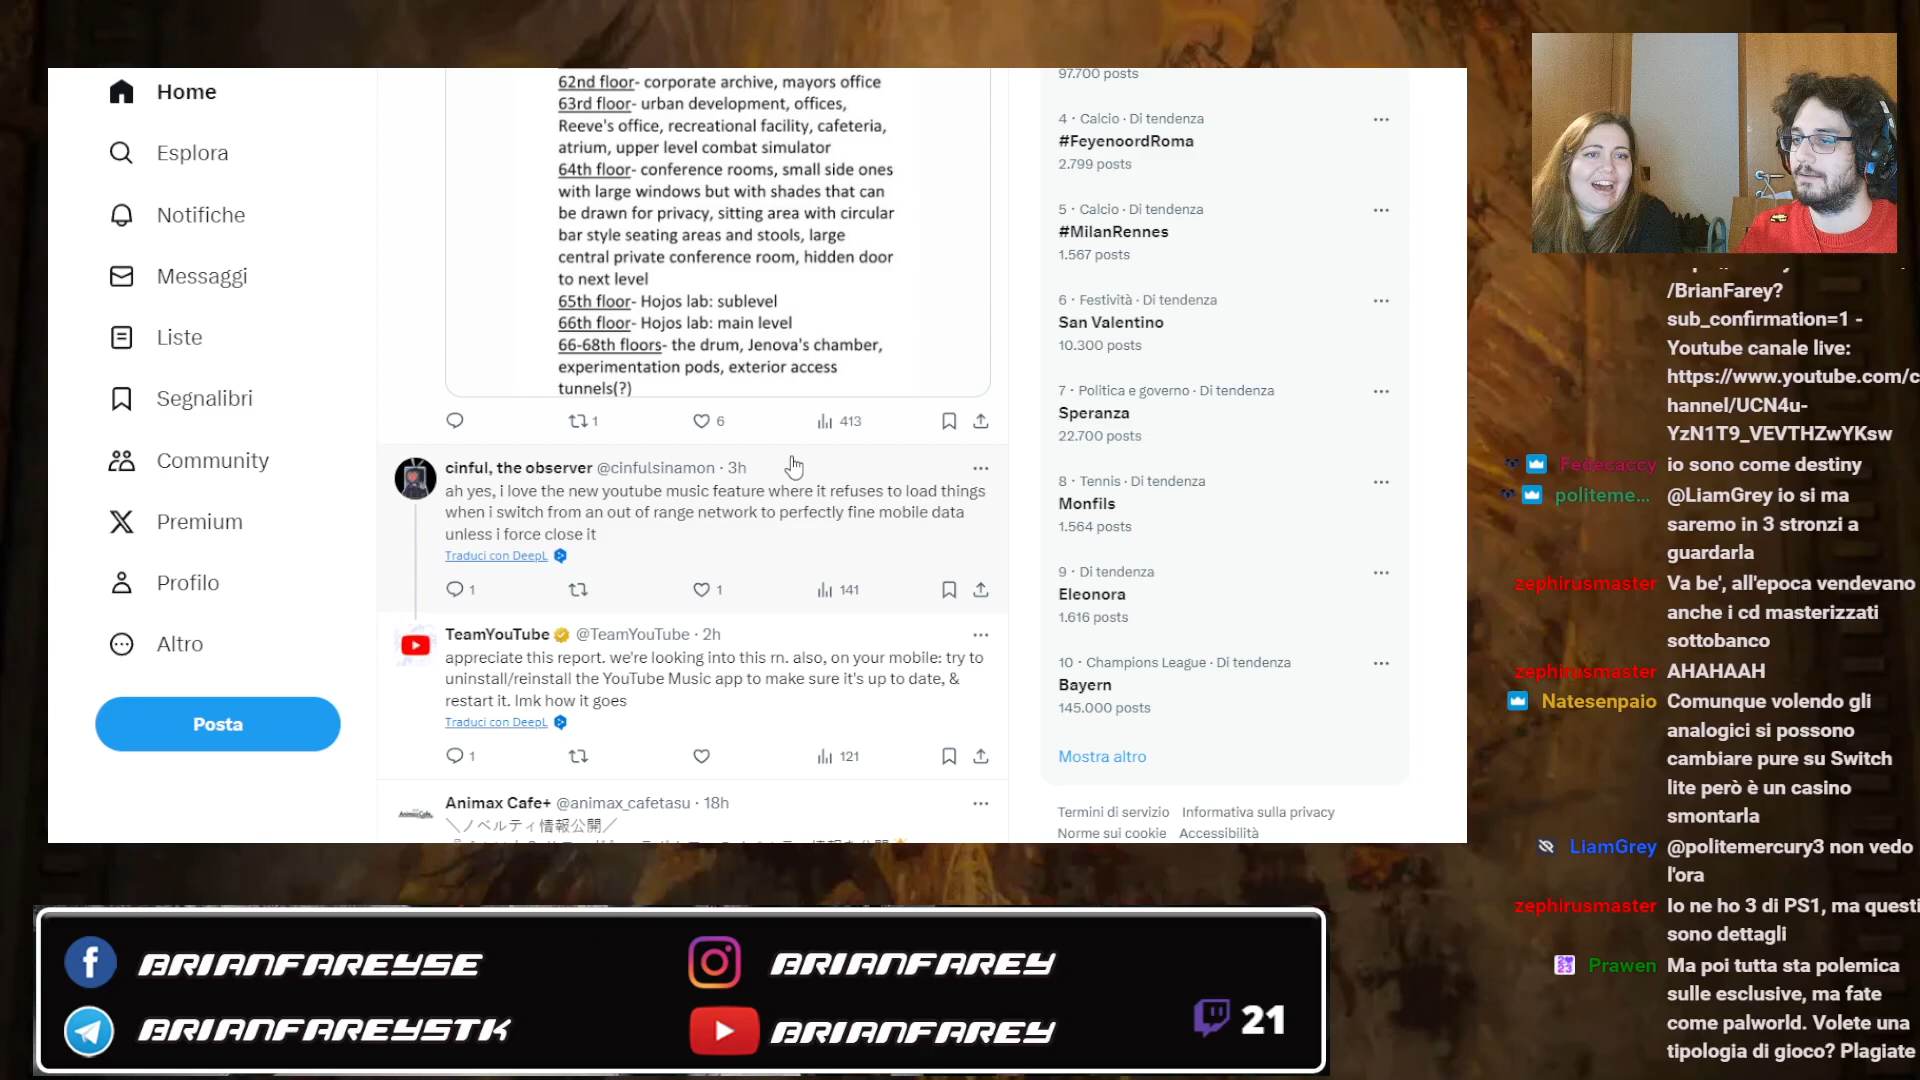 Home
Esplora
Notifiche
Messaggi
Liste
Segnalibri
Community
Premium
Profilo
Altro
Posta
62nd floor- corporate archive, mayors office
63rd floor- urban development, offices,
Reeve's office, recreational facility, cafeteria,
atrium, upper level combat simulator
64th floor- conference rooms, small side ones
with large windows but with shades that can
be drawn for privacy, sitting area with circular
bar style seating areas and stools, large
central private conference room, hidden door
to next level
65th floor- Hojos lab: sublevel
66th floor- Hojos lab: main level
66-68th floors- the drum, Jenova's chamber,
experimentation pods, exterior access
tunnels(?)
1 6 413
cinful, the observer @cinfulsinamon · 3h
ah yes, i love the new youtube music feature where it refuses to load things
when i switch from an out of range network to perfectly fine mobile data
unless i force close it
Traduci con DeepL
1 1 141
TeamYouTube @TeamYouTube · 2h
appreciate this report. we're looking into this rn. also, on your mobile: try to
uninstall/reinstall the YouTube Music app to make sure it's up to date, &
restart it. lmk how it goes
Traduci con DeepL
1 121
Animax Cafe+ @animax_cafetasu · 18h
＼ノベルティ情報公開／
97.700 posts
4 · Calcio · Di tendenza
#FeyenoordRoma
2.799 posts
5 · Calcio · Di tendenza
#MilanRennes
1.567 posts
6 · Festività · Di tendenza
San Valentino
10.300 posts
7 · Politica e governo · Di tendenza
Speranza
22.700 posts
8 · Tennis · Di tendenza
Monfils
1.564 posts
9 · Di tendenza
Eleonora
1.616 posts
10 · Champions League · Di tendenza
Bayern
145.000 posts
Mostra altro
Termini di servizio Informativa sulla privacy
Norme sui cookie Accessibilità
/BrianFarey?
sub_confirmation=1 -
Youtube canale live:
https://www.youtube.com/c
hannel/UCN4u-
YzN1T9_VEVTHZwYKsw
Fedecaccy io sono come destiny
politeme... @LiamGrey io si ma
saremo in 3 stronzi a
guardarla
zephirusmaster Va be', all'epoca vendevano
anche i cd masterizzati
sottobanco
zephirusmaster AHAHAAH
Natesenpaio Comunque volendo gli
analogici si possono
cambiare pure su Switch
lite però è un casino
smontarla
LiamGrey @politemercury3 non vedo
l'ora
zephirusmaster Io ne ho 3 di PS1, ma questi
sono dettagli
Prawen Ma poi tutta sta polemica
sulle esclusive, ma fate
come palworld. Volete una
tipologia di gioco? Plagiate
BRIANFAREYSE
BRIANFAREY
BRIANFAREYSTK
BRIANFAREY
21